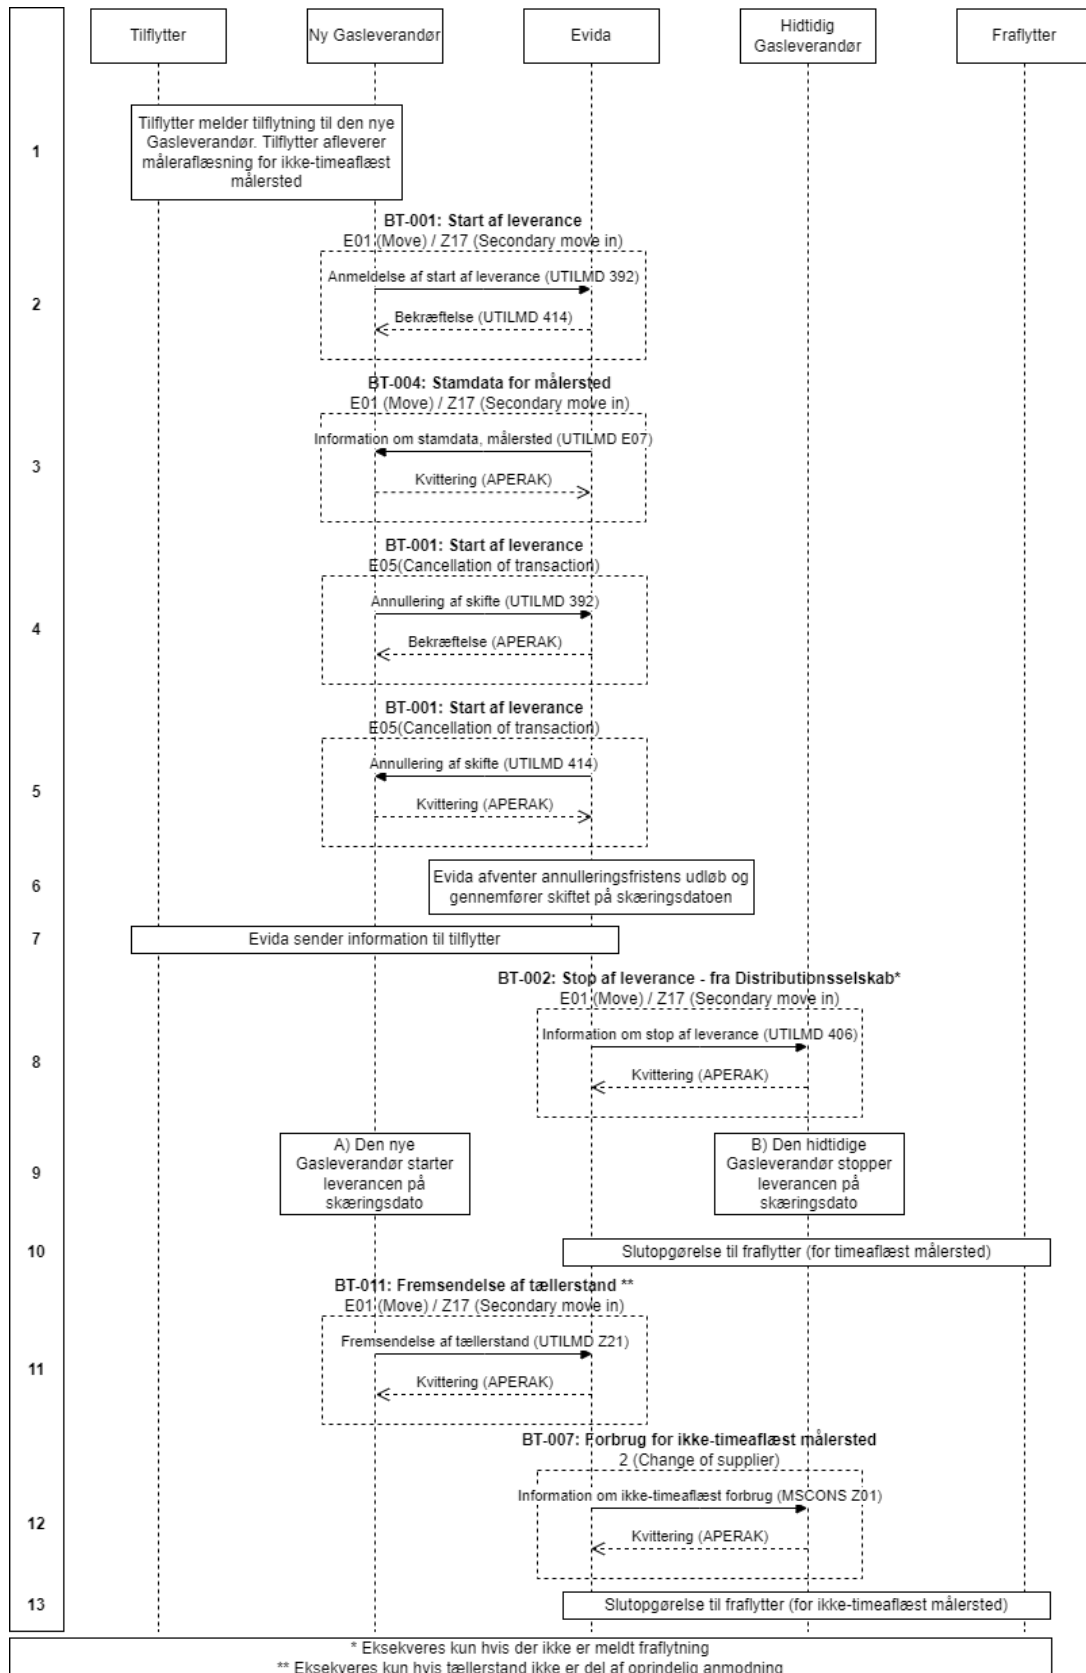 Tilflytter
Ny Gasleverandør
Evida
Hidtidig
Gasleverandør
Fraflytter
1
Tilflytter melder tilflytning til den nye
Gasleverandør. Tilflytter afleverer
måleraflæsning for ikke-timeaflæst
målersted
BT-001: Start af leverance
E01 (Move) / Z17 (Secondary move in)
2
Anmeldelse af start af leverance (UTILMD 392)
Bekræftelse (UTILMD 414)
BT-004: Stamdata for målersted
E01 (Move) / Z17 (Secondary move in)
3
Information om stamdata, målersted (UTILMD E07)
Kvittering (APERAK)
BT-001: Start af leverance
E05(Cancellation of transaction)
4
Annullering af skifte (UTILMD 392)
Bekræftelse (APERAK)
BT-001: Start af leverance
E05(Cancellation of transaction)
5
Annullering af skifte (UTILMD 414)
Kvittering (APERAK)
6
Evida afventer annulleringsfristens udløb og
gennemfører skiftet på skæringsdatoen
7
Evida sender information til tilflytter
BT-002: Stop af leverance - fra Distributionsselskab*
E01 (Move) / Z17 (Secondary move in)
8
Information om stop af leverance (UTILMD 406)
Kvittering (APERAK)
9
A) Den nye
Gasleverandør starter
leverancen på
skæringsdato
B) Den hidtidige
Gasleverandør stopper
leverancen på
skæringsdato
10
Slutopgørelse til fraflytter (for timeaflæst målersted)
BT-011: Fremsendelse af tællerstand **
E01 (Move) / Z17 (Secondary move in)
11
Fremsendelse af tællerstand (UTILMD Z21)
Kvittering (APERAK)
BT-007: Forbrug for ikke-timeaflæst målersted
2 (Change of supplier)
12
Information om ikke-timeaflæst forbrug (MSCONS Z01)
Kvittering (APERAK)
13
Slutopgørelse til fraflytter (for ikke-timeaflæst målersted)
* Eksekveres kun hvis der ikke er meldt fraflytning
** Eksekveres kun hvis tællerstand ikke er del af oprindelig anmodning